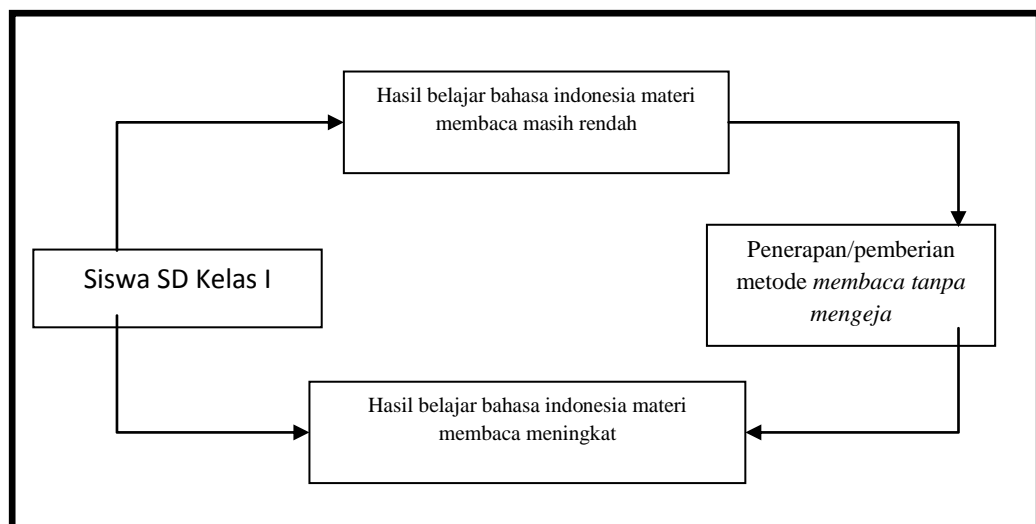 Hasil belajar bahasa indonesia materi
membaca masih rendah
Siswa SD Kelas I
Penerapan/pemberian
metode membaca tanpa
mengeja
Hasil belajar bahasa indonesia materi
membaca meningkat